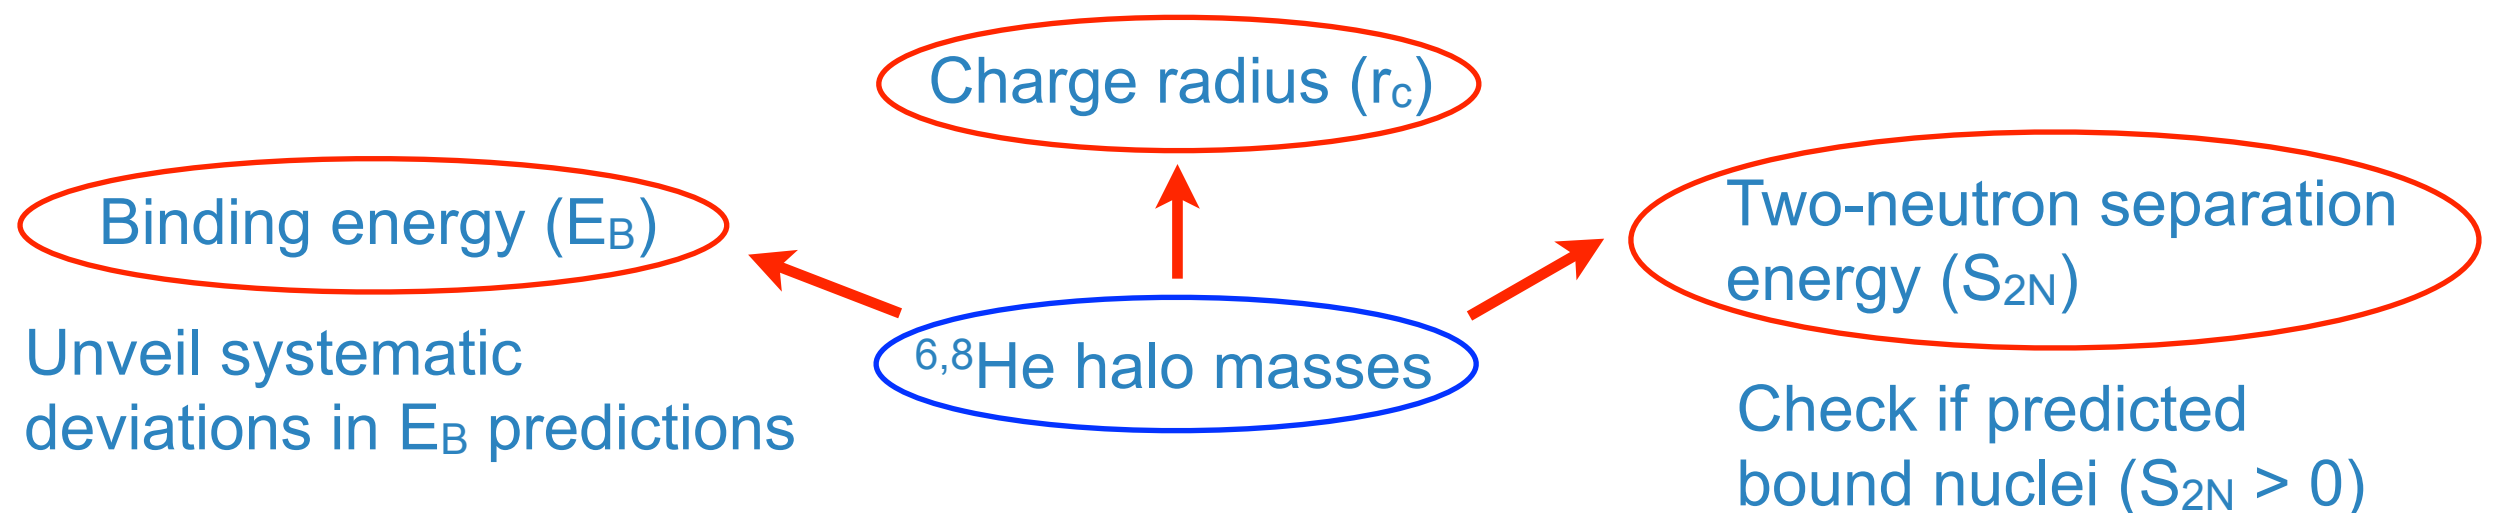 Charge radius (rc)
Binding energy (EB)
Two-neutron separation
energy (S2N)
6,8He halo masses
Unveil systematic
deviations in EB predictions
Check if predicted
bound nuclei (S2N > 0)